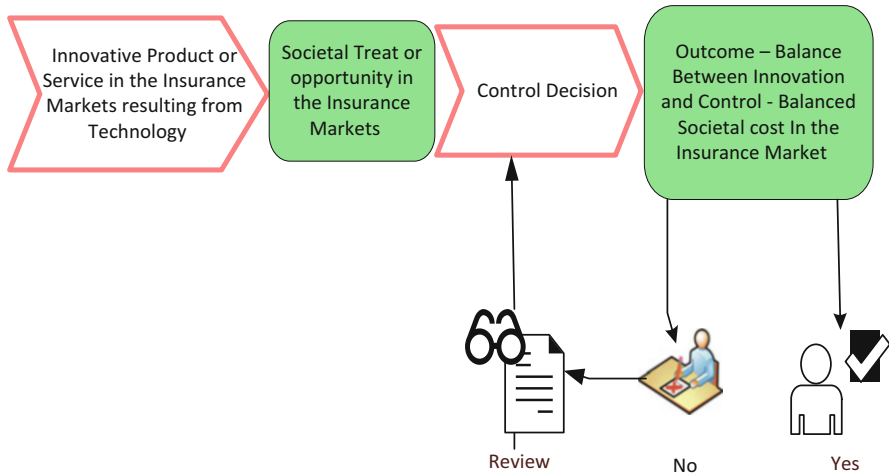 Innovative Product or
Service in the Insurance
Markets resulting from
Technology
Societal Treat or
opportunity in
the Insurance
Markets
Control Decision
Outcome – Balance
Between Innovation
and Control - Balanced
Societal cost In the
Insurance Market
Review
No
Yes